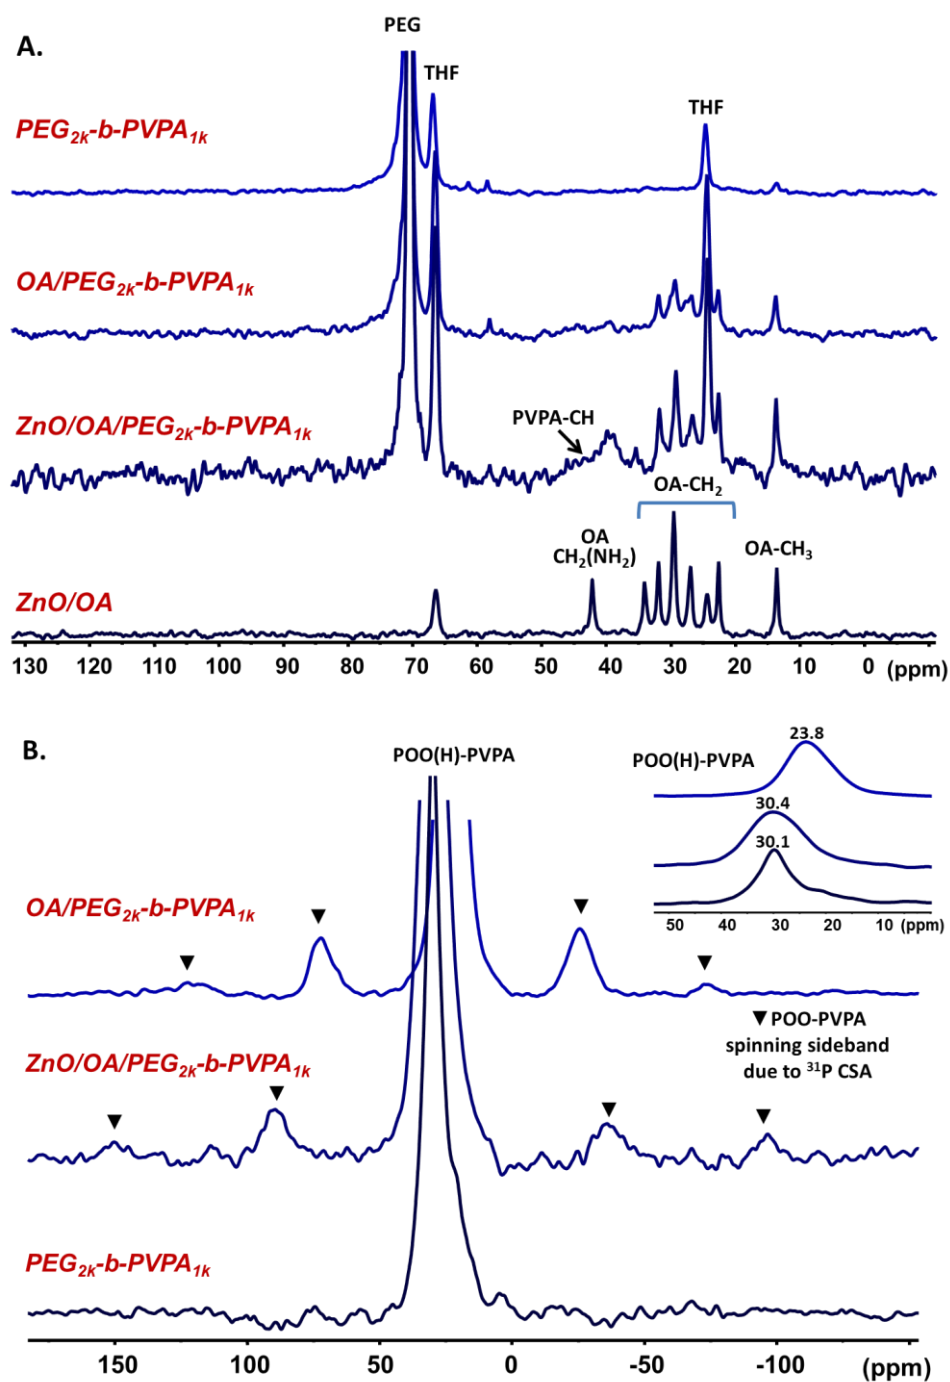 A.
PEG
THF
THF
PEG2k-b-PVPA1k
OA/PEG2k-b-PVPA1k
ZnO/OA/PEG2k-b-PVPA1k
PVPA-CH
OA-CH2
OA
CH2(NH2)
OA-CH3
ZnO/OA
130 120 110 100 90 80 70 60 50 40 30 20 10 0 (ppm)
B.
POO(H)-PVPA
POO(H)-PVPA
23.8
30.4
30.1
50 40 30 20 10 (ppm)
OA/PEG2k-b-PVPA1k
▼ POO-PVPA
spinning sideband
due to 31P CSA
ZnO/OA/PEG2k-b-PVPA1k
PEG2k-b-PVPA1k
150 100 50 0 -50 -100 (ppm)